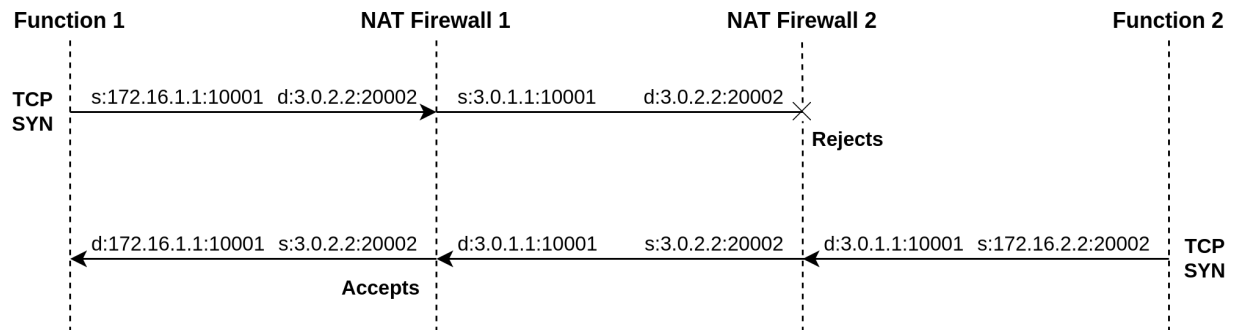 Function 1 NAT Firewall 1 NAT Firewall 2 Function 2
TCP
SYN
s:172.16.1.1:10001 d:3.0.2.2:20002 s:3.0.1.1:10001 d:3.0.2.2:20002
Rejects
d:172.16.1.1:10001 s:3.0.2.2:20002 d:3.0.1.1:10001 s:3.0.2.2:20002 d:3.0.1.1:10001 s:172.16.2.2:20002
TCP
SYN
Accepts